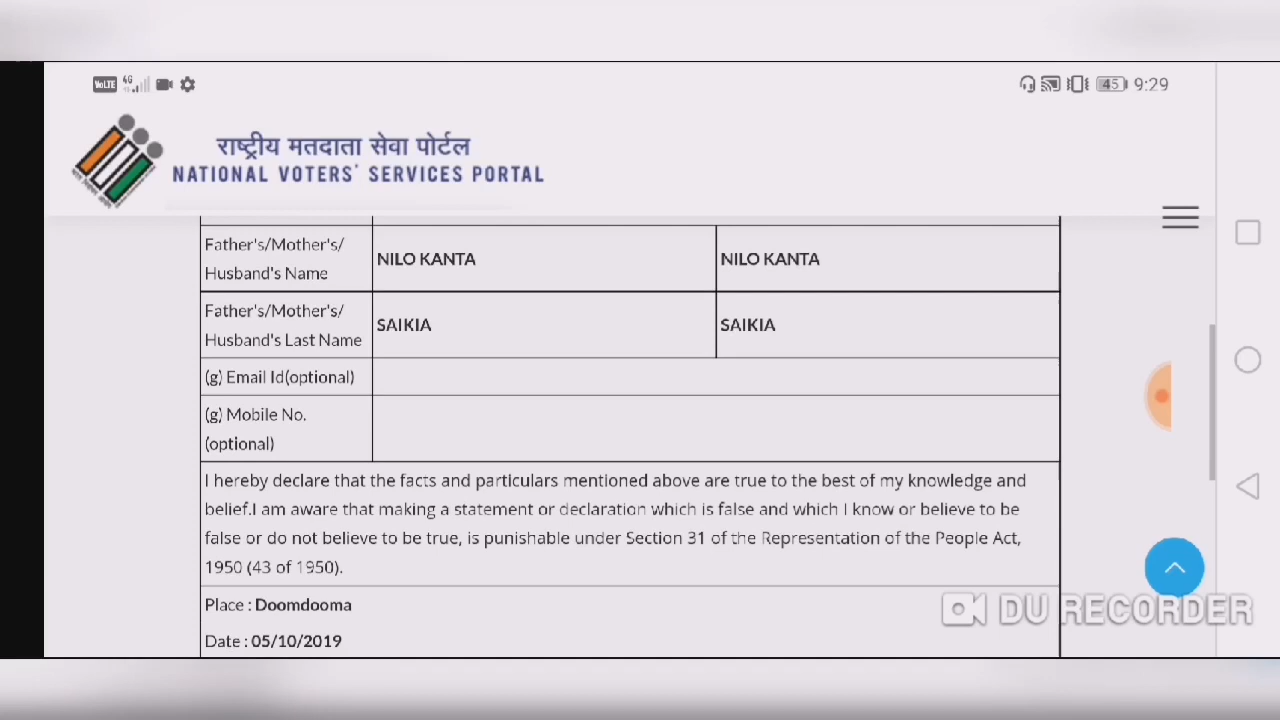 VoLTE 4G 45 9:29
राष्ट्रीय मतदाता सेवा पोर्टल
NATIONAL VOTERS' SERVICES PORTAL
Father's/Mother's/
Husband's Name
NILO KANTA
NILO KANTA
Father's/Mother's/
Husband's Last Name
SAIKIA
SAIKIA
(g) Email Id(optional)
(g) Mobile No.
(optional)
I hereby declare that the facts and particulars mentioned above are true to the best of my knowledge and
belief.I am aware that making a statement or declaration which is false and which I know or believe to be
false or do not believe to be true, is punishable under Section 31 of the Representation of the People Act,
1950 (43 of 1950).
Place : Doomdooma
DU RECORDER
Date : 05/10/2019